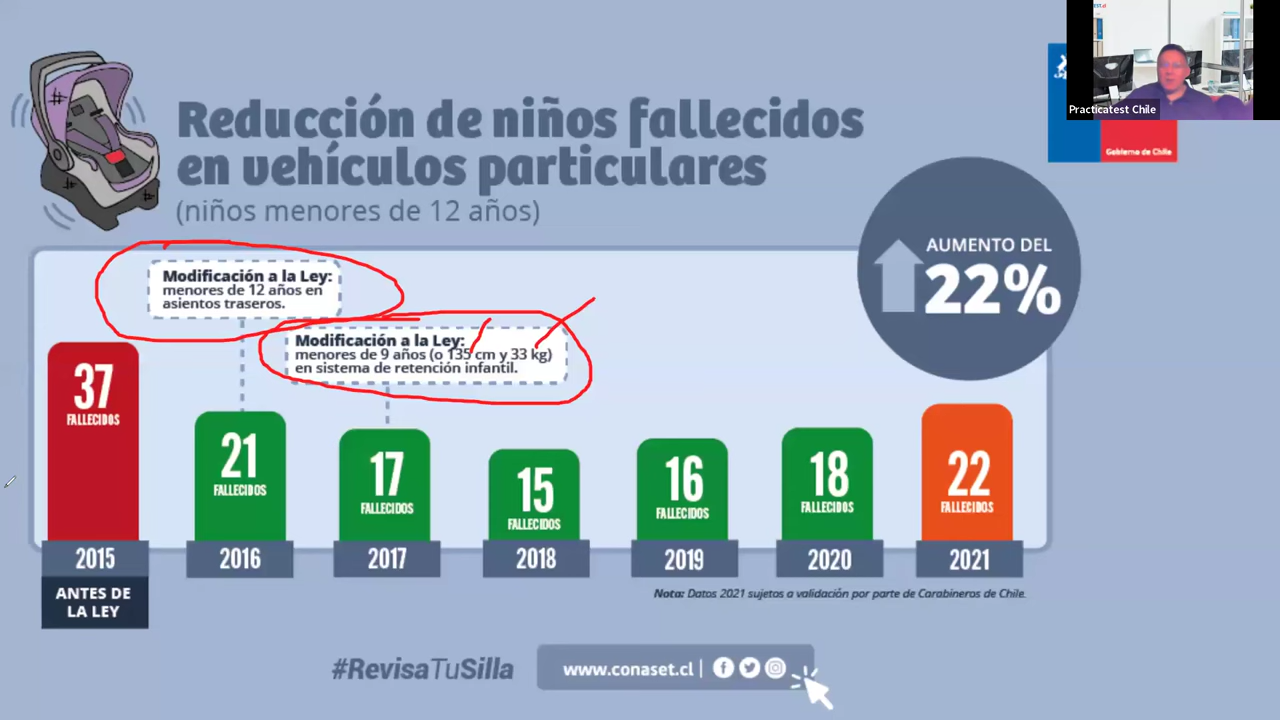 Practicatest Chile
Gobierno de Chile
Reducción de niños fallecidos
en vehículos particulares
(niños menores de 12 años)
AUMENTO DEL
22%
Modificación a la Ley:
menores de 12 años en
asientos traseros.
Modificación a la Ley:
menores de 9 años (o 135 cm y 33 kg)
en sistema de retención infantil.
37
FALLECIDOS
21
FALLECIDOS
17
FALLECIDOS
15
FALLECIDOS
16
FALLECIDOS
18
FALLECIDOS
22
FALLECIDOS
2015
2016
2017
2018
2019
2020
2021
ANTES DE
LA LEY
Nota: Datos 2021 sujetos a validación por parte de Carabineros de Chile.
#RevisaTuSilla
www.conaset.cl |